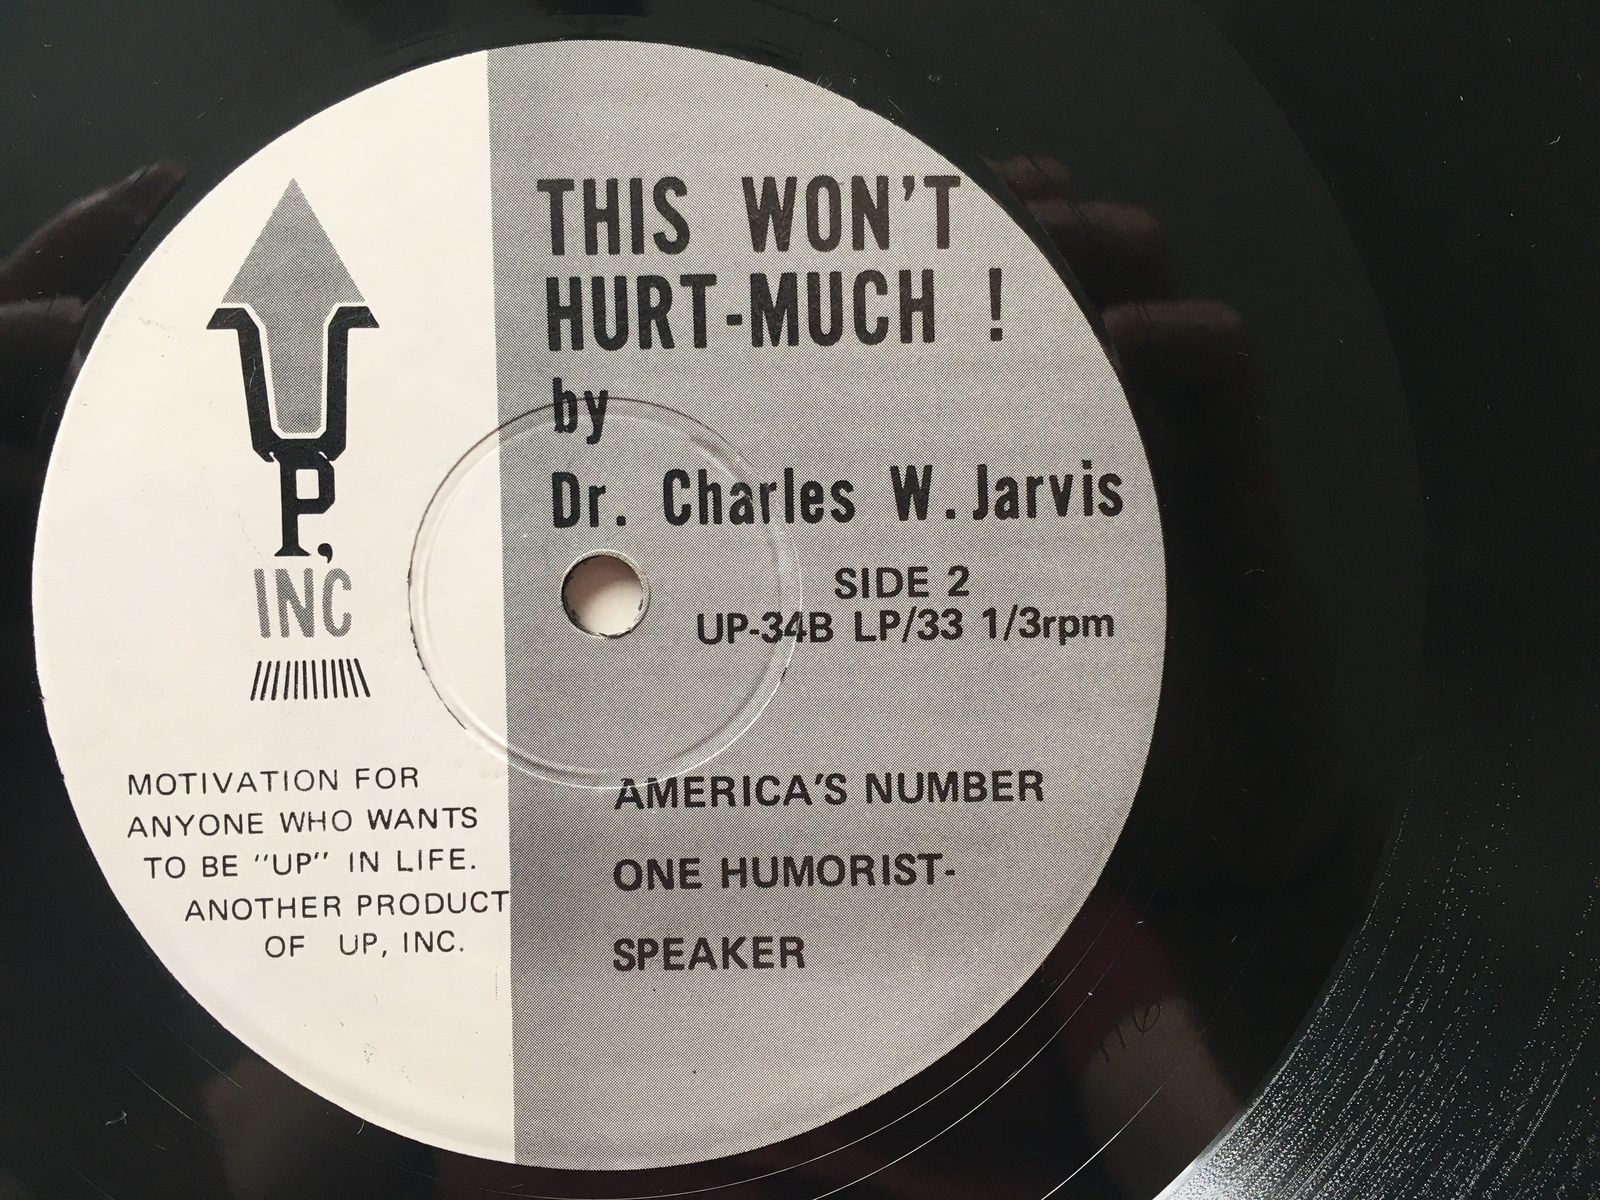 UP,
INC
MOTIVATION FOR
ANYONE WHO WANTS
TO BE "UP" IN LIFE.
ANOTHER PRODUCT
OF UP, INC.
THIS WON'T
HURT-MUCH !
by
Dr. Charles W. Jarvis
SIDE 2
UP-34B LP/33 1/3rpm
AMERICA'S NUMBER
ONE HUMORIST-
SPEAKER